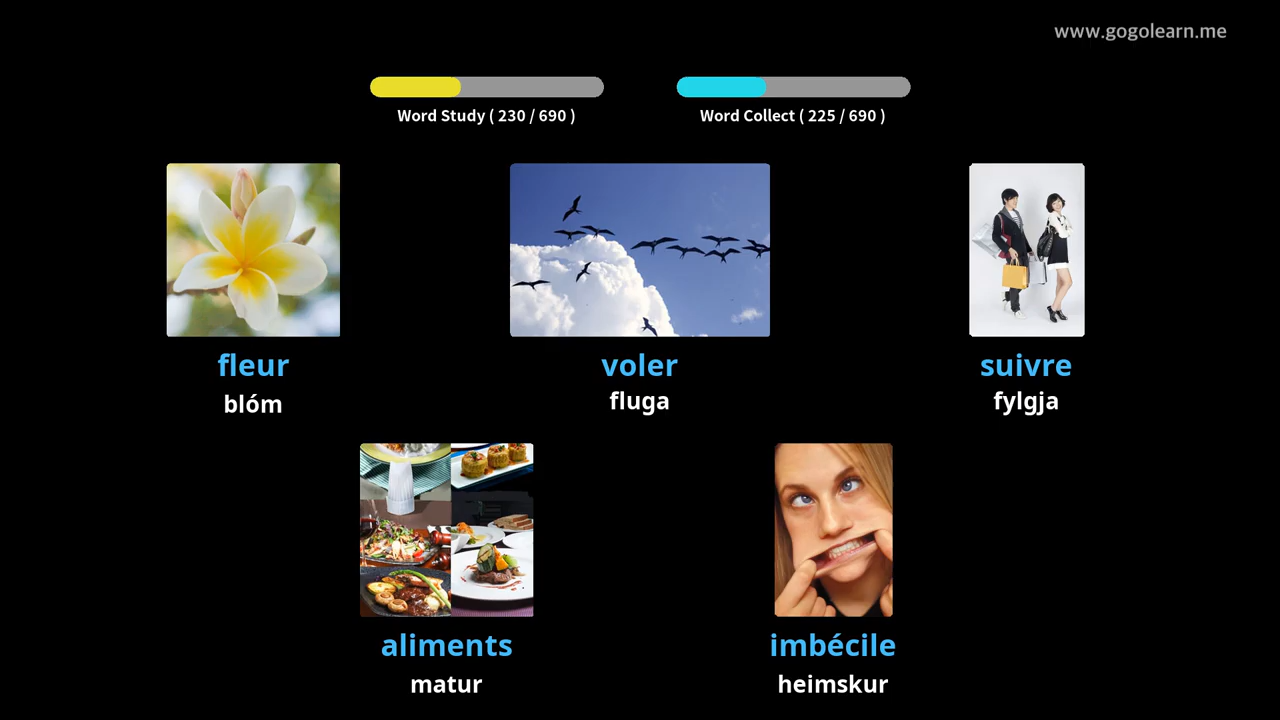 www.gogolearn.me
Word Study ( 230 / 690 )
Word Collect ( 225 / 690 )
fleur
blóm
voler
fluga
suivre
fylgja
aliments
matur
imbécile
heimskur